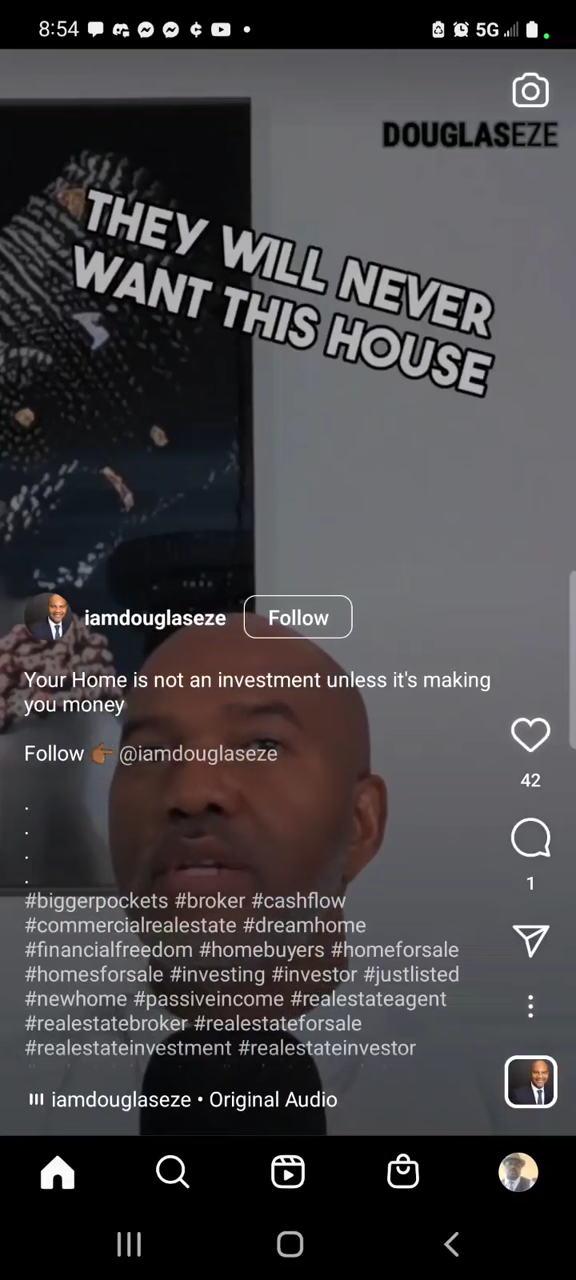 8:54
5G
DOUGLASEZE
THEY WILL NEVER
WANT THIS HOUSE
iamdouglaseze
Follow
Your Home is not an investment unless it's making
you money
Follow 👉🏾 @iamdouglaseze
.
.
.
.
42
1
#biggerpockets #broker #cashflow
#commercialrealestate #dreamhome
#financialfreedom #homebuyers #homeforsale
#homesforsale #investing #investor #justlisted
#newhome #passiveincome #realestateagent
#realestatebroker #realestateforsale
#realestateinvestment #realestateinvestor
iamdouglaseze • Original Audio